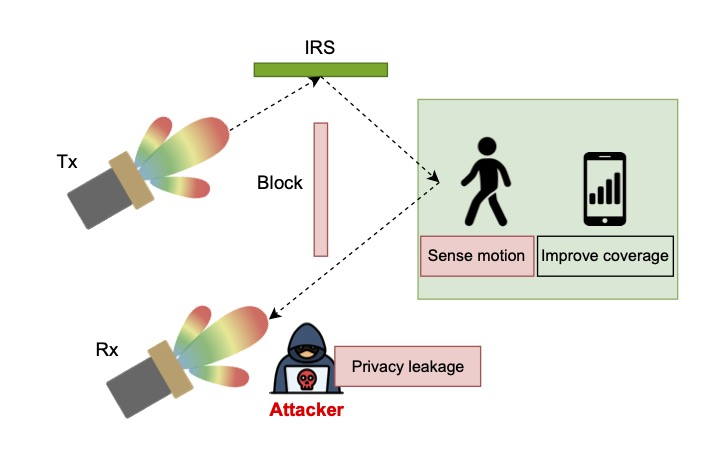 IRS
Tx
Block
Sense motion
Improve coverage
Rx
Privacy leakage
Attacker